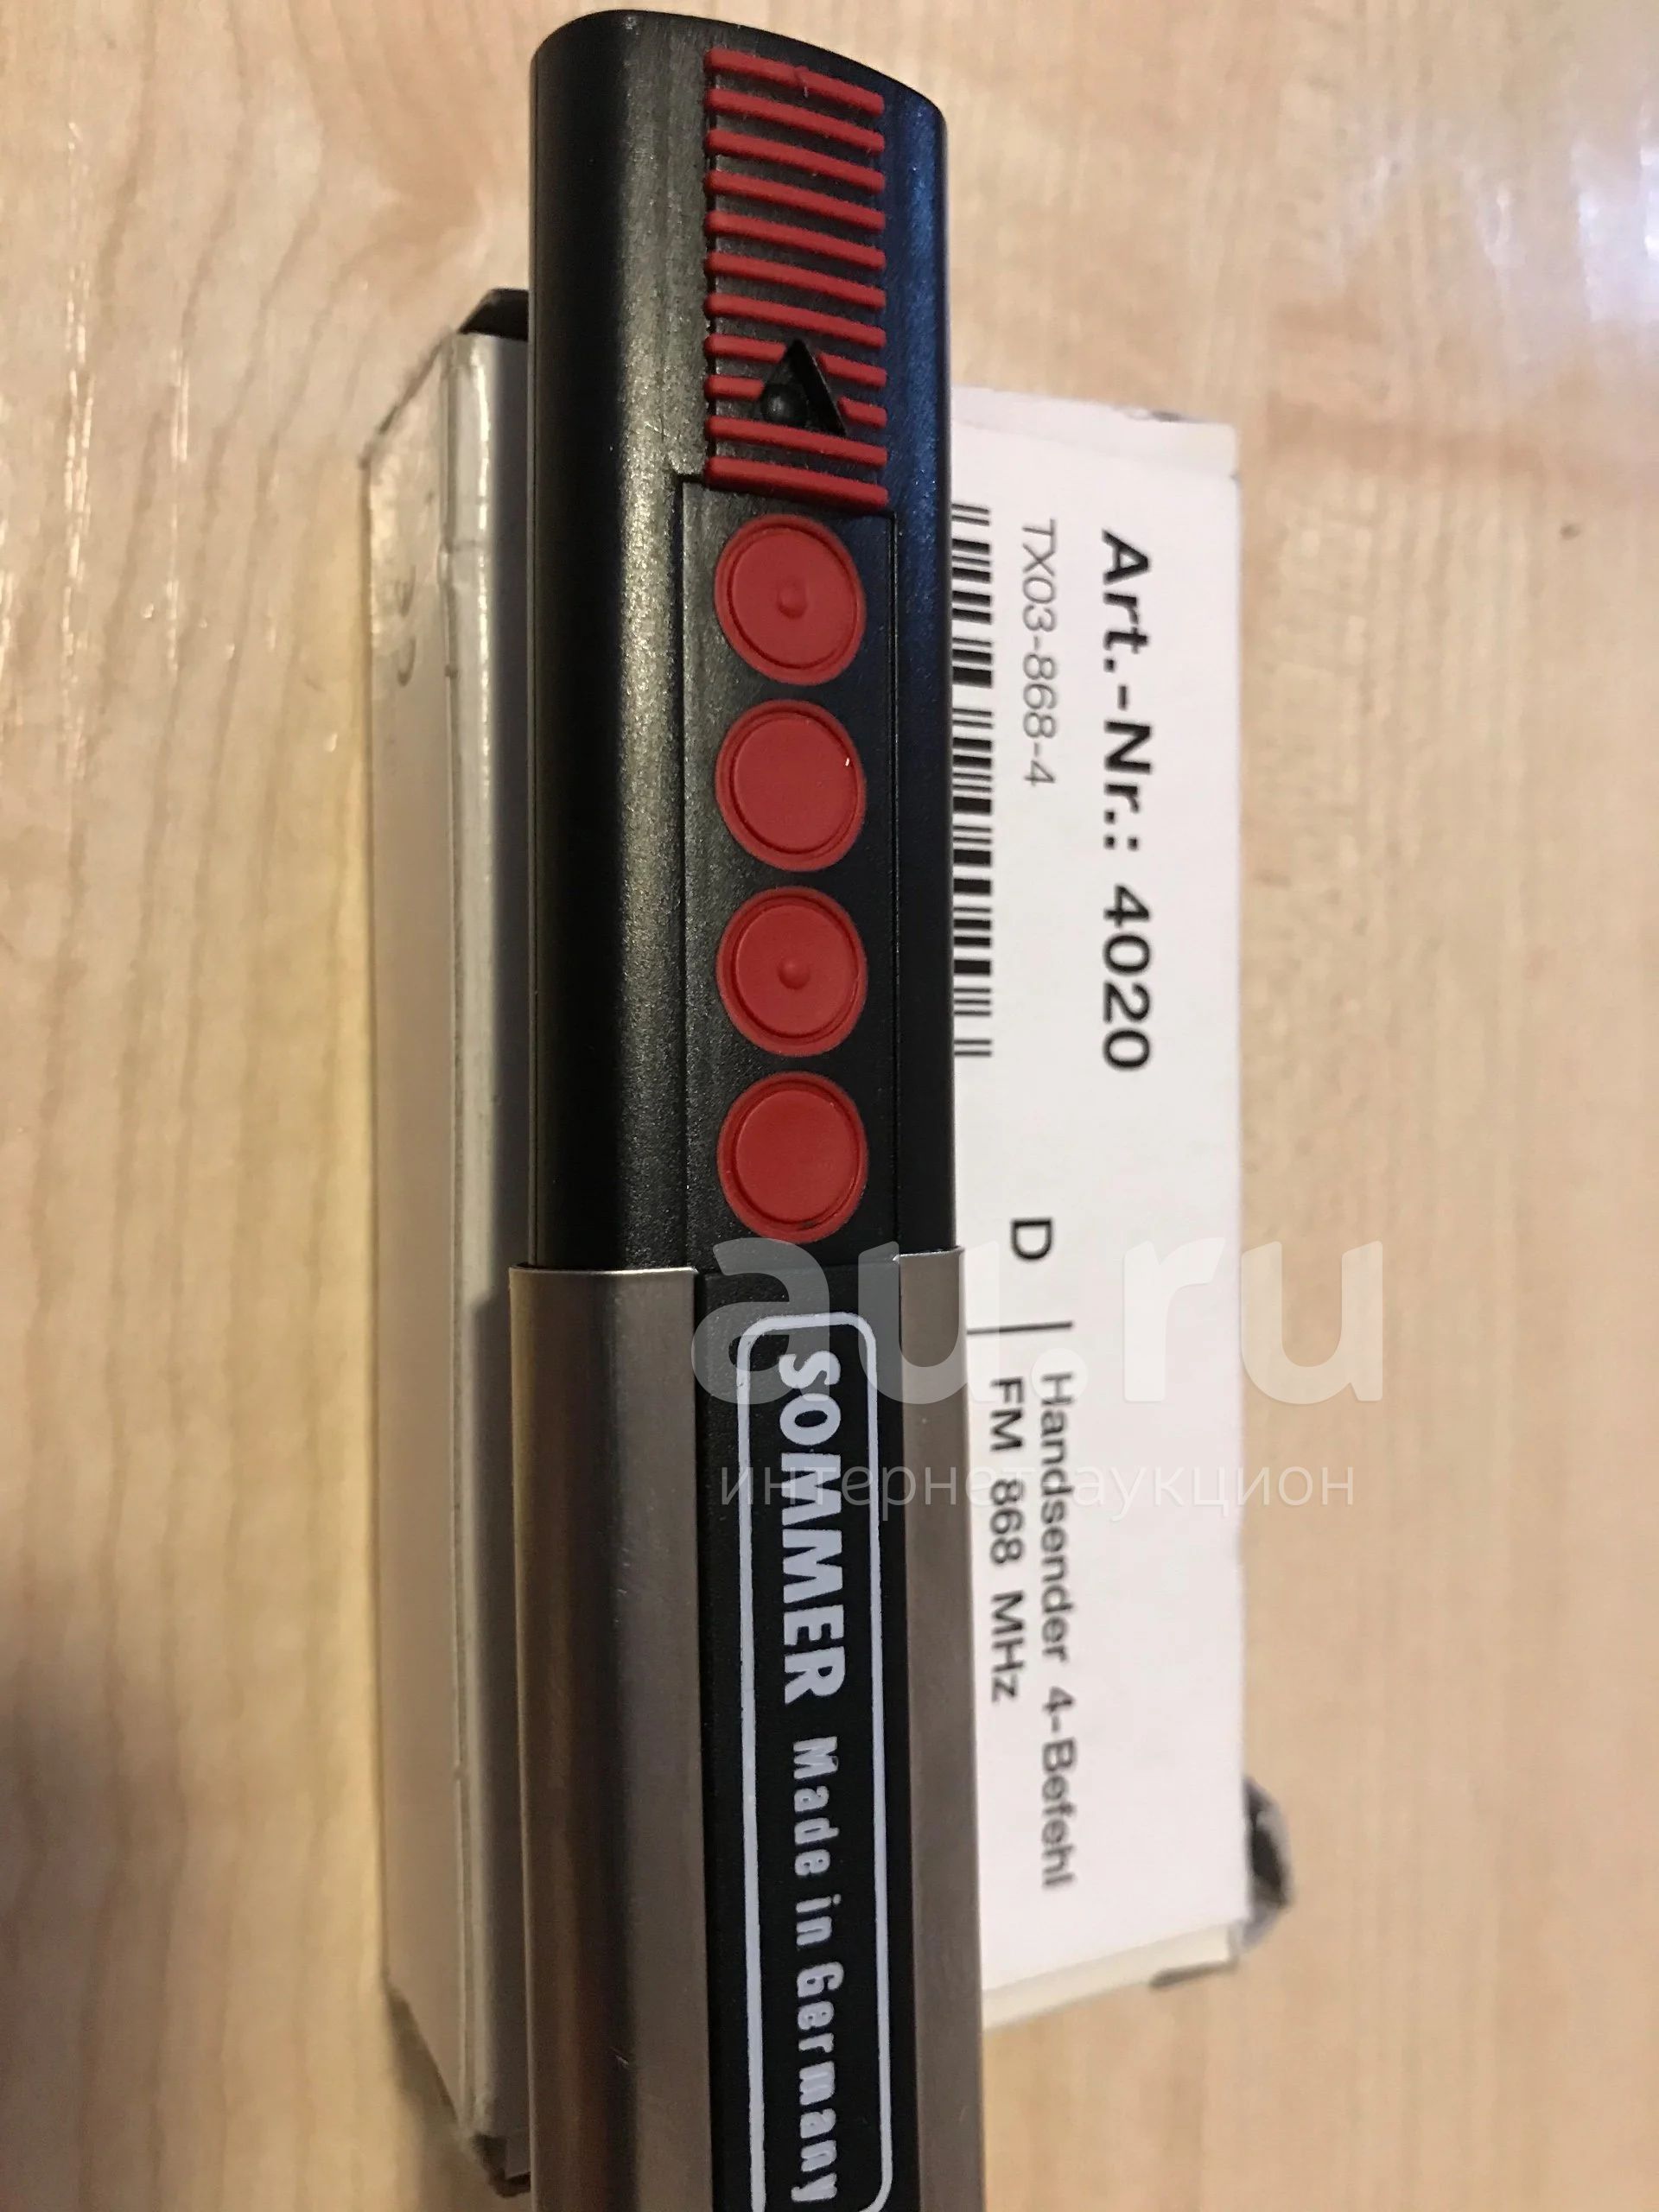 Art.-Nr.: 4020
TX03-868-4
D
Handsender 4-Befehl
FM 868 MHz
SOMMER Made in Germany
au.ru
интернет аукцион